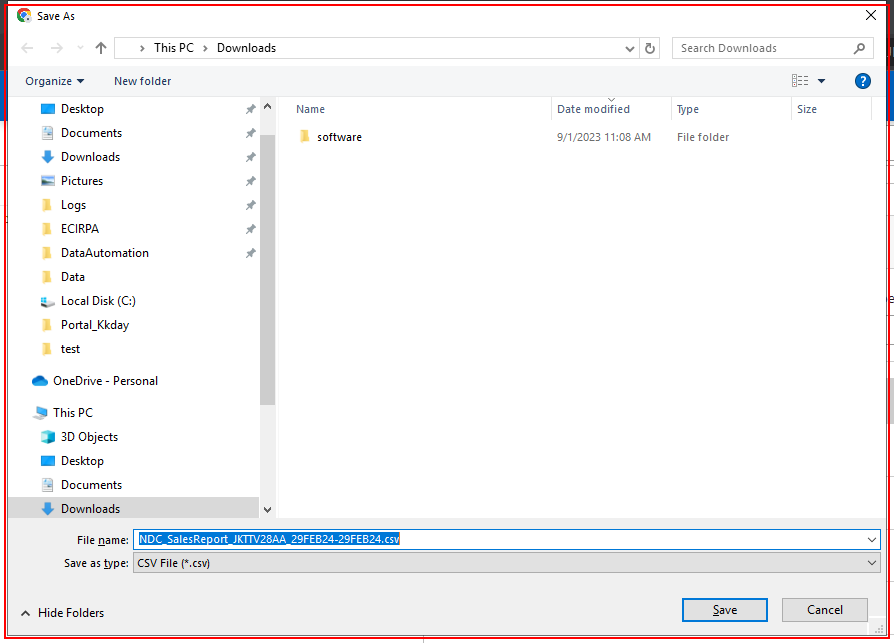 Save As
This PC > Downloads
Search Downloads
Organize
New folder
?
Desktop
Documents
Downloads
Pictures
Logs
ECIRPA
DataAutomation
Data
Local Disk (C:)
Portal_Kkday
test
OneDrive - Personal
This PC
3D Objects
Desktop
Documents
Downloads
Name Date modified Type Size
software 9/1/2023 11:08 AM File folder
File name: NDC_SalesReport_JKTTV28AA_29FEB24-29FEB24.csv
Save as type: CSV File (*.csv)
Hide Folders
Save
Cancel